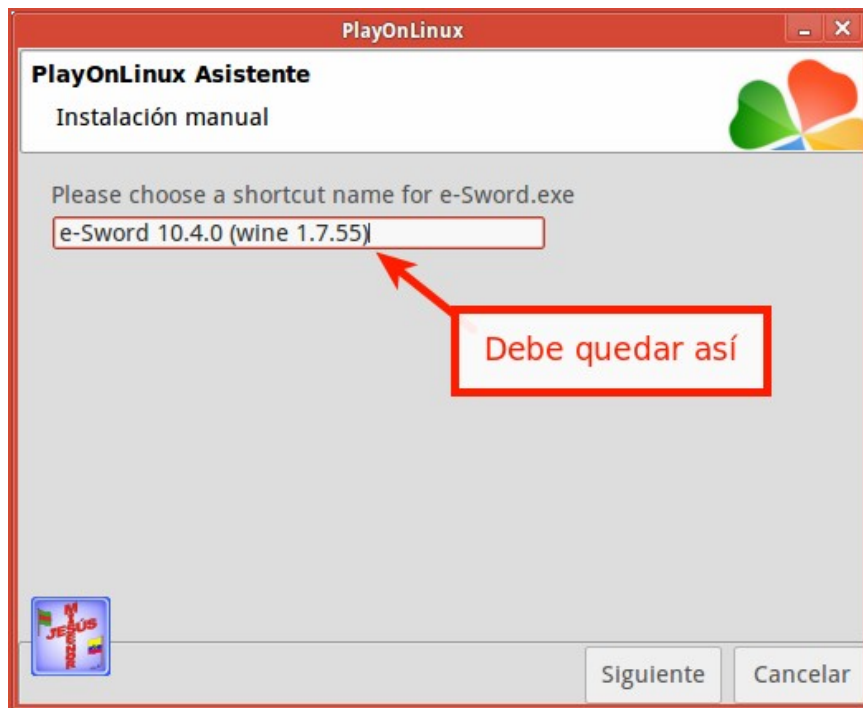 PlayOnLinux
PlayOnLinux Asistente
Instalación manual
Please choose a shortcut name for e-Sword.exe
e-Sword 10.4.0 (wine 1.7.55)
Debe quedar así
JESÚS
Siguiente
Cancelar